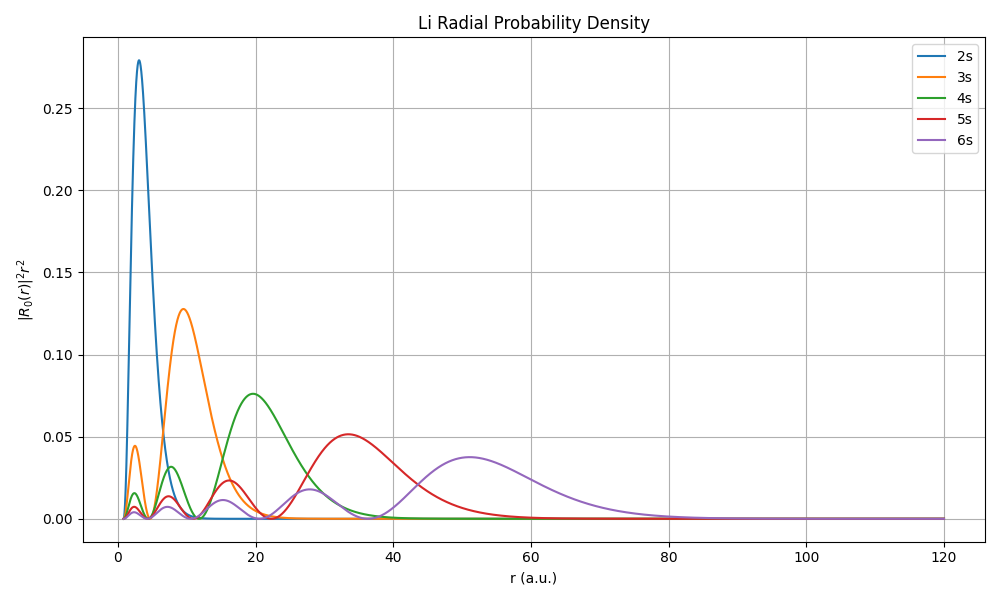 Li Radial Probability Density
|R₀(r)|²r²
0.25
0.20
0.15
0.10
0.05
0.00
2s
3s
4s
5s
6s
0 20 40 60 80 100 120
r (a.u.)